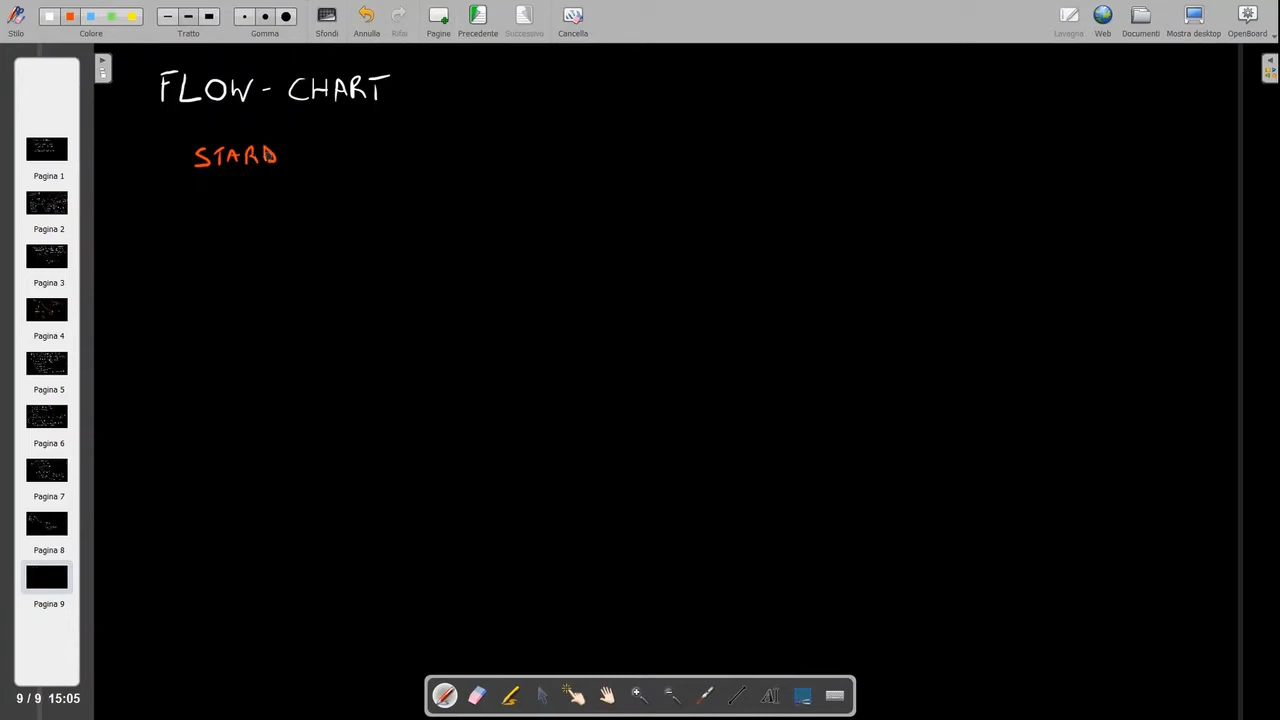 Stilo
Colore
Tratto
Gomma
Sfondi
Annulla
Rifai
Pagine
Precedente
Successivo
Cancella
Lavagna
Web
Documenti
Mostra desktop
OpenBoard
FLOW - CHART
STARD
Pagina 1
Pagina 2
Pagina 3
Pagina 4
Pagina 5
Pagina 6
Pagina 7
Pagina 8
Pagina 9
9 / 9 15:05
AI